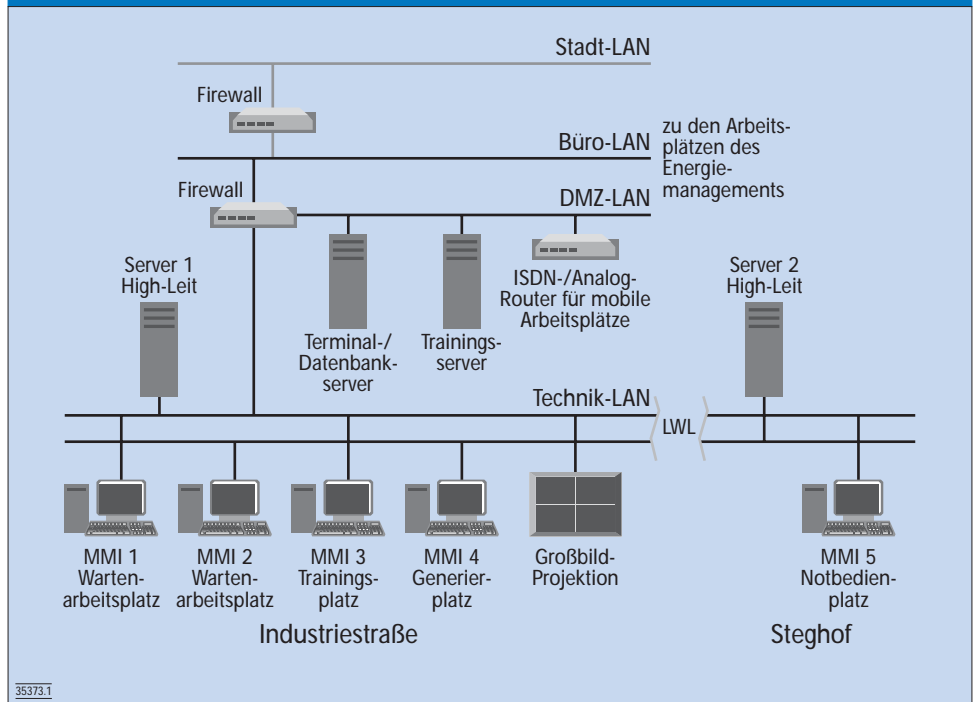 Stadt-LAN
Firewall
Büro-LAN
zu den Arbeits-
plätzen des
Energie-
managements
Firewall
DMZ-LAN
Server 1
High-Leit
Terminal-/
Datenbank-
server
Trainings-
server
ISDN-/Analog-
Router für mobile
Arbeitsplätze
Server 2
High-Leit
Technik-LAN
LWL
MMI 1
Warten-
arbeitsplatz
MMI 2
Warten-
arbeitsplatz
MMI 3
Trainings-
platz
MMI 4
Generier-
platz
Großbild-
Projektion
MMI 5
Notbedien-
platz
Industriestraße
Steghof
35373.1